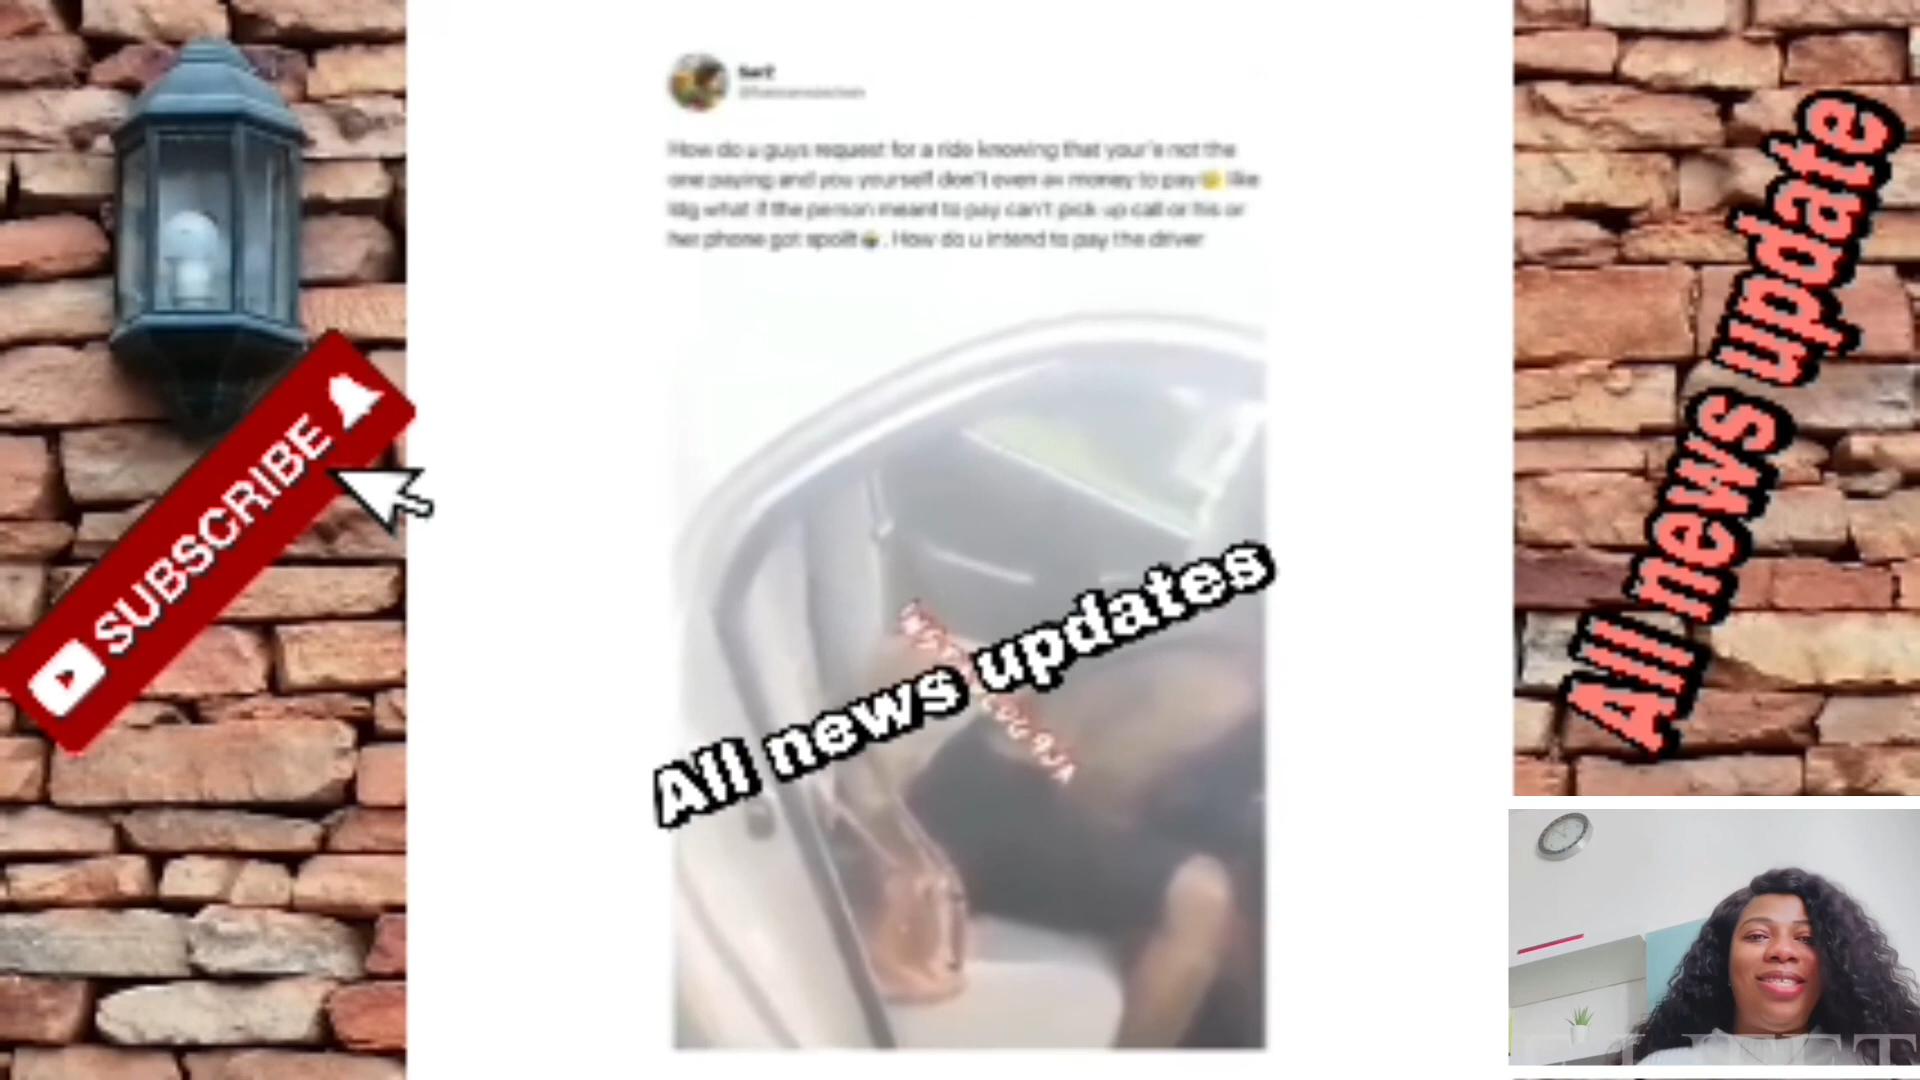 How do u guys request for a ride knowing that your's not the
one paying and you yourself don't even av money to pay😂 like
what if the person meant to pay can't pick up call or his or
her phone got spoilt😂. How do u intend to pay the driver
SUBSCRIBE
All news updates
All news update